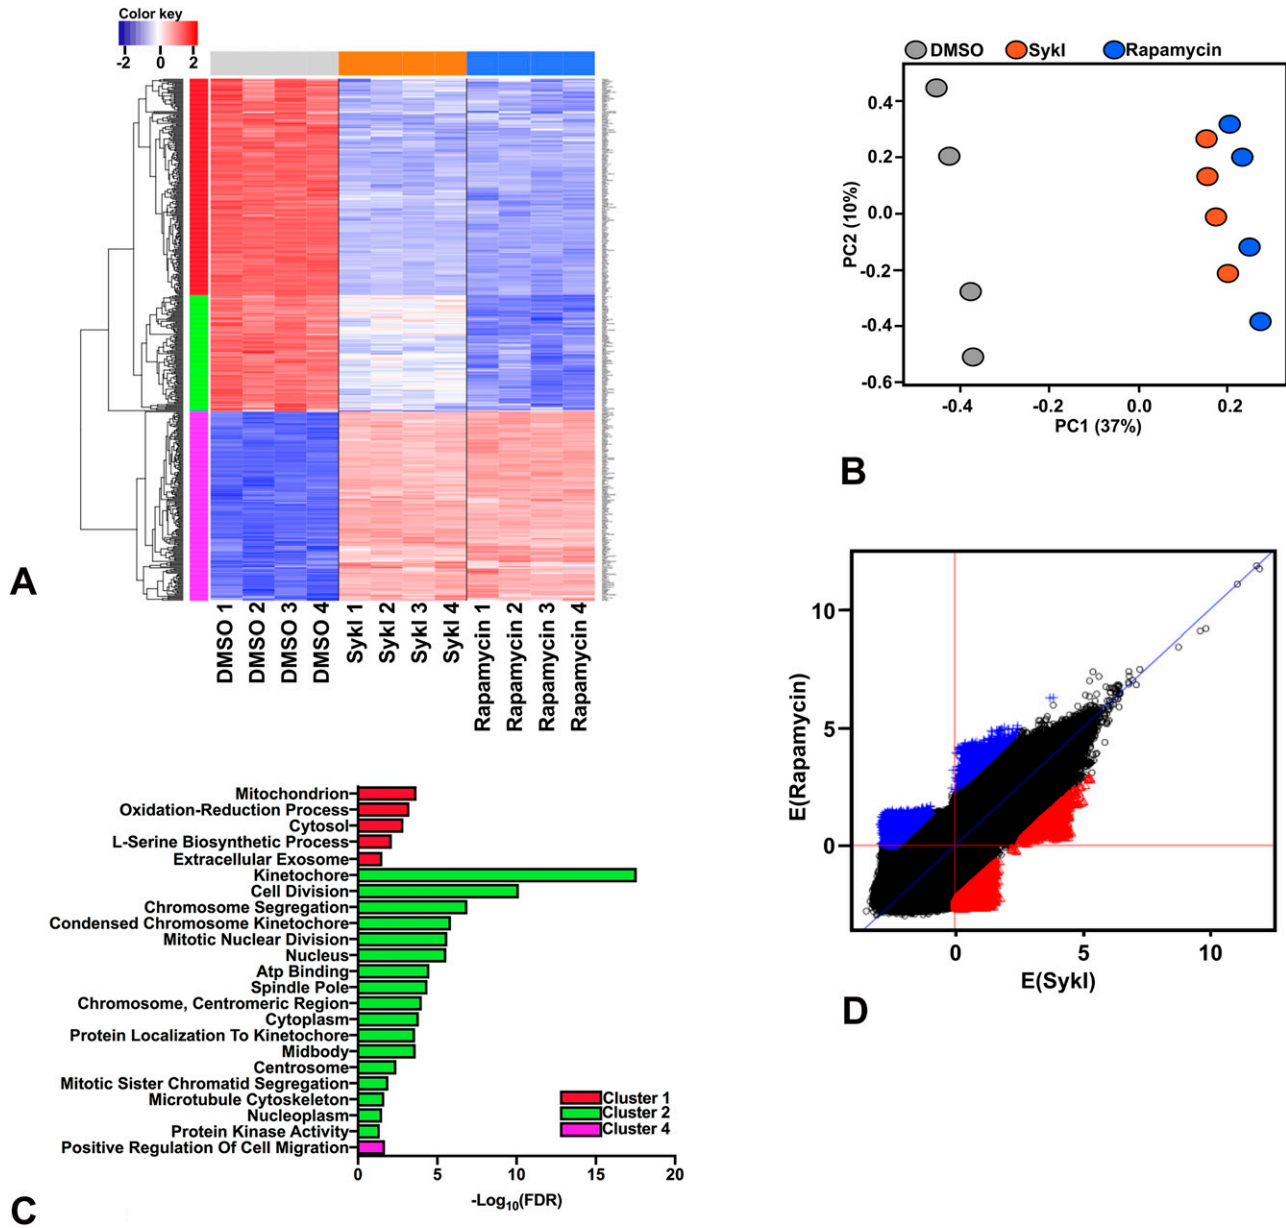 Color key
-2 0 2
DMSO 1
DMSO 2
DMSO 3
DMSO 4
SykI 1
SykI 2
SykI 3
SykI 4
Rapamycin 1
Rapamycin 2
Rapamycin 3
Rapamycin 4
A
DMSO SykI Rapamycin
0.4
0.2
0.0
-0.2
-0.4
-0.6
PC2 (10%)
-0.4 -0.2 0.0 0.2
PC1 (37%)
B
Mitochondrion
Oxidation-Reduction Process
Cytosol
L-Serine Biosynthetic Process
Extracellular Exosome
Kinetochore
Cell Division
Chromosome Segregation
Condensed Chromosome Kinetochore
Mitotic Nuclear Division
Nucleus
Atp Binding
Spindle Pole
Chromosome, Centromeric Region
Cytoplasm
Protein Localization To Kinetochore
Midbody
Centrosome
Mitotic Sister Chromatid Segregation
Microtubule Cytoskeleton
Nucleoplasm
Protein Kinase Activity
Positive Regulation Of Cell Migration
Cluster 1
Cluster 2
Cluster 4
0 5 10 15 20
-Log10(FDR)
C
10
5
0
E(Rapamycin)
0 5 10
E(SykI)
D